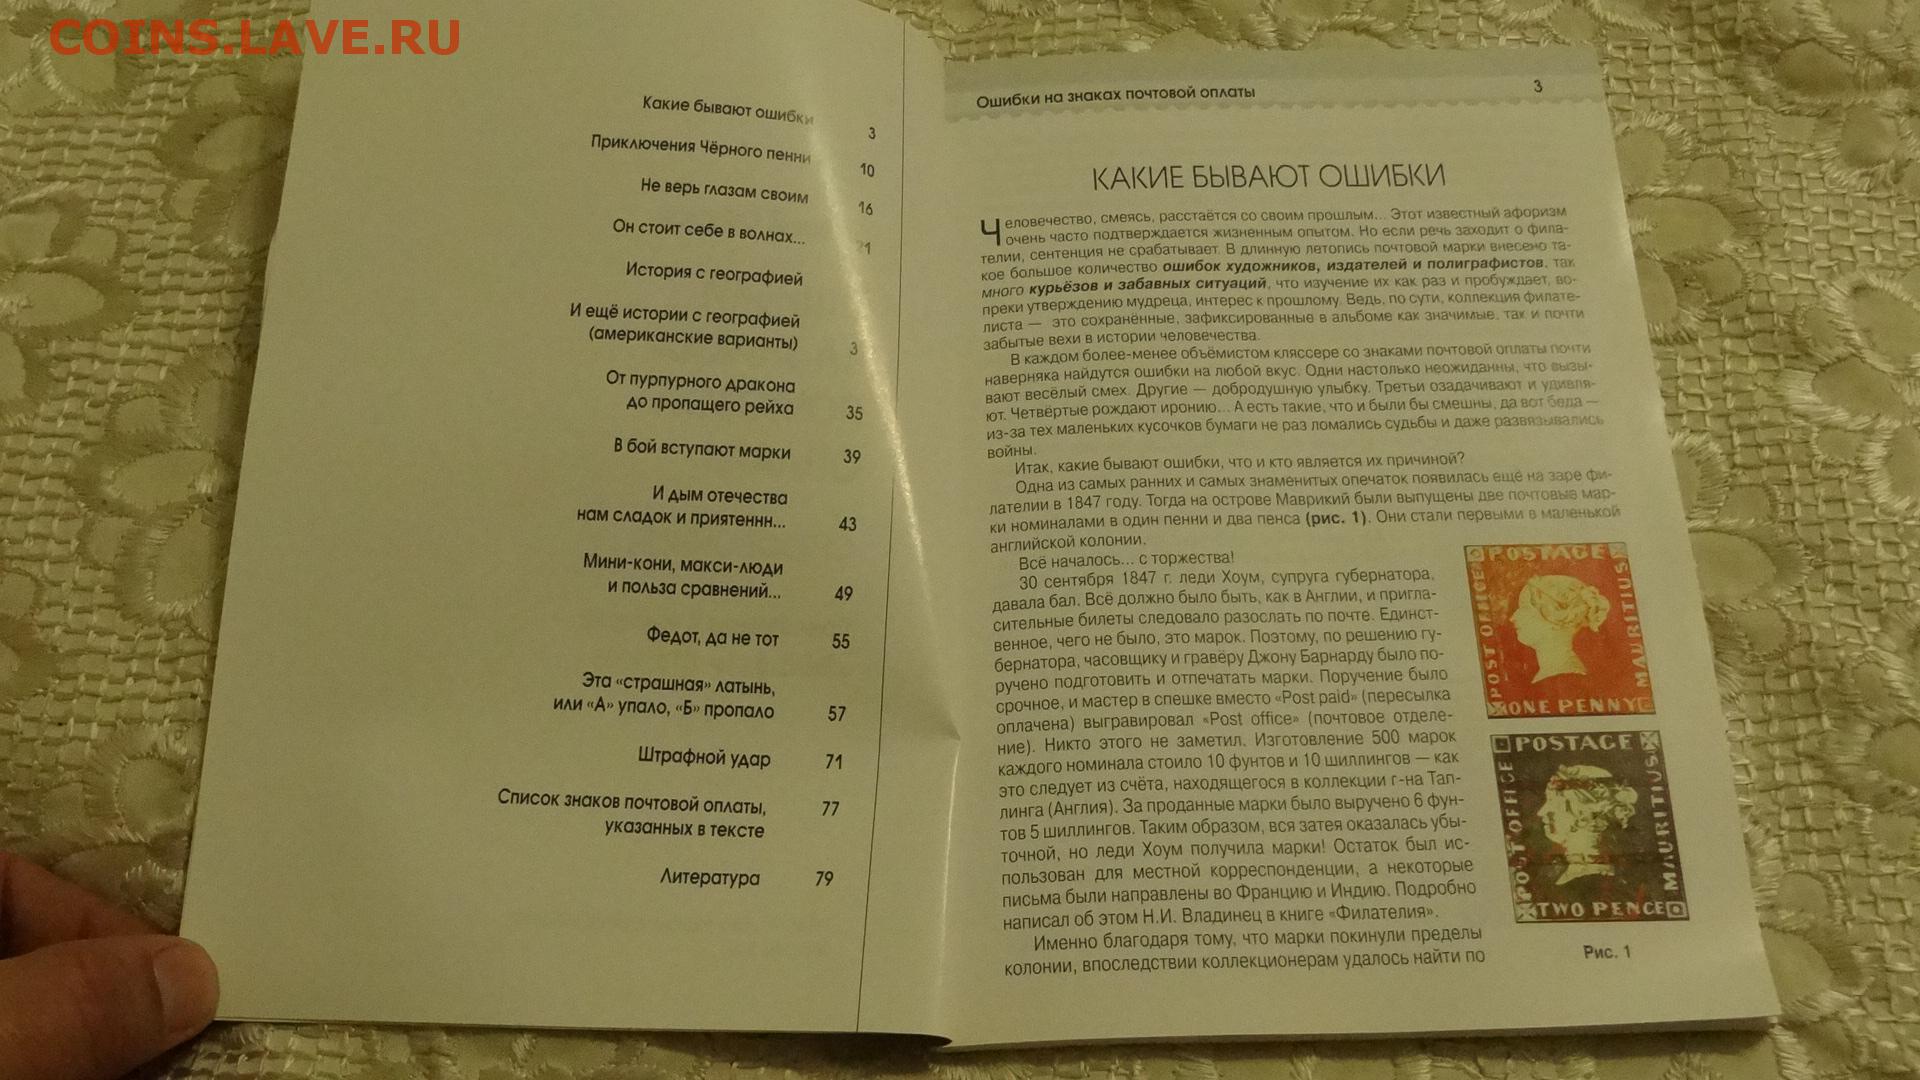 COINS.LAVE.RU
Какие бывают ошибки 3
Приключения Чёрного пенни 10
Не верь глазам своим 16
Он стоит себе в волнах...
История с географией
И ещё истории с географией
(американские варианты)
От пурпурного дракона
до пропащего рейха 35
В бой вступают марки 39
И дым отечества
нам сладок и приятеннн... 43
Мини-кони, макси-люди
и польза сравнений... 49
Федот, да не тот 55
Эта «страшная» латынь,
или «А» упало, «Б» пропало 57
Штрафной удар 71
Список знаков почтовой оплаты, 77
указанных в тексте
Литература 79
Ошибки на знаках почтовой оплаты 3
КАКИЕ БЫВАЮТ ОШИБКИ
Человечество, смеясь, расстаётся со своим прошлым... Этот известный афоризм
очень часто подтверждается жизненным опытом. Но если речь заходит о фила-
телии, сентенция не срабатывает. В длинную летопись почтовой марки внесено та-
кое большое количество ошибок художников, издателей и полиграфистов, так
много курьёзов и забавных ситуаций, что изучение их как раз и пробуждает, во-
преки утверждению мудреца, интерес к прошлому. Ведь, по сути, коллекция филате-
листа — это сохранённые, зафиксированные в альбоме как значимые, так и почти
забытые вехи в истории человечества.
В каждом более-менее объёмистом кляссере со знаками почтовой оплаты почти
наверняка найдутся ошибки на любой вкус. Одни настолько неожиданны, что вызы-
вают весёлый смех. Другие — добродушную улыбку. Третьи озадачивают и удивля-
ют. Четвёртые рождают иронию... А есть такие, что и были бы смешны, да вот беда —
из-за тех маленьких кусочков бумаги не раз ломались судьбы и даже развязывались
войны.
Итак, какие бывают ошибки, что и кто является их причиной?
Одна из самых ранних и самых знаменитых опечаток появилась ещё на заре фи-
лателии в 1847 году. Тогда на острове Маврикий были выпущены две почтовые мар-
ки номиналами в один пенни и два пенса (рис. 1). Они стали первыми в маленькой
английской колонии.
Всё началось... с торжества!
30 сентября 1847 г. леди Хоум, супруга губернатора,
давала бал. Всё должно было быть, как в Англии, и пригла-
сительные билеты следовало разослать по почте. Единст-
венное, чего не было, это марок. Поэтому, по решению гу-
бернатора, часовщику и гравёру Джону Барнарду было по-
ручено подготовить и отпечатать марки. Поручение было
срочное, и мастер в спешке вместо «Post paid» (пересылка
оплачена) выгравировал «Post office» (почтовое отделе-
ние). Никто этого не заметил. Изготовление 500 марок
каждого номинала стоило 10 фунтов и 10 шиллингов — как
это следует из счёта, находящегося в коллекции г-на Тап-
линга (Англия). За проданные марки было выручено 6 фун-
тов 5 шиллингов. Таким образом, вся затея оказалась убы-
точной, но леди Хоум получила марки! Остаток был ис-
пользован для местной корреспонденции, а некоторые
письма были направлены во Францию и Индию. Подробно
написал об этом Н.И. Владинец в книге «Филателия».
Именно благодаря тому, что марки покинули пределы
колонии, впоследствии коллекционерам удалось найти по
POSTAGE
POST OFFICE
MAURITIUS
ONE PENNY
POSTAGE
POST OFFICE
MAURITIUS
TWO PENCE
Рис. 1